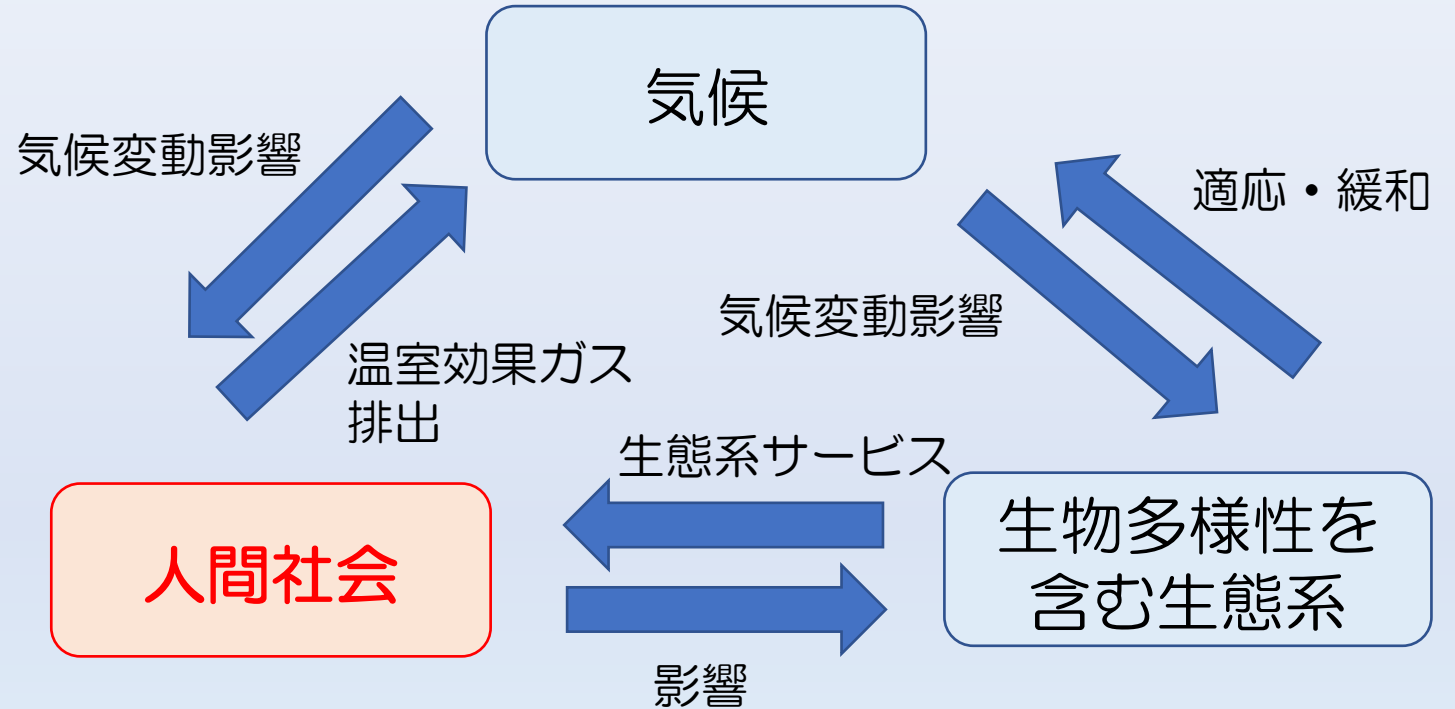 気候
気候変動影響
適応・緩和
気候変動影響
温室効果ガス
排出
生態系サービス
人間社会
生物多様性を
含む生態系
影響